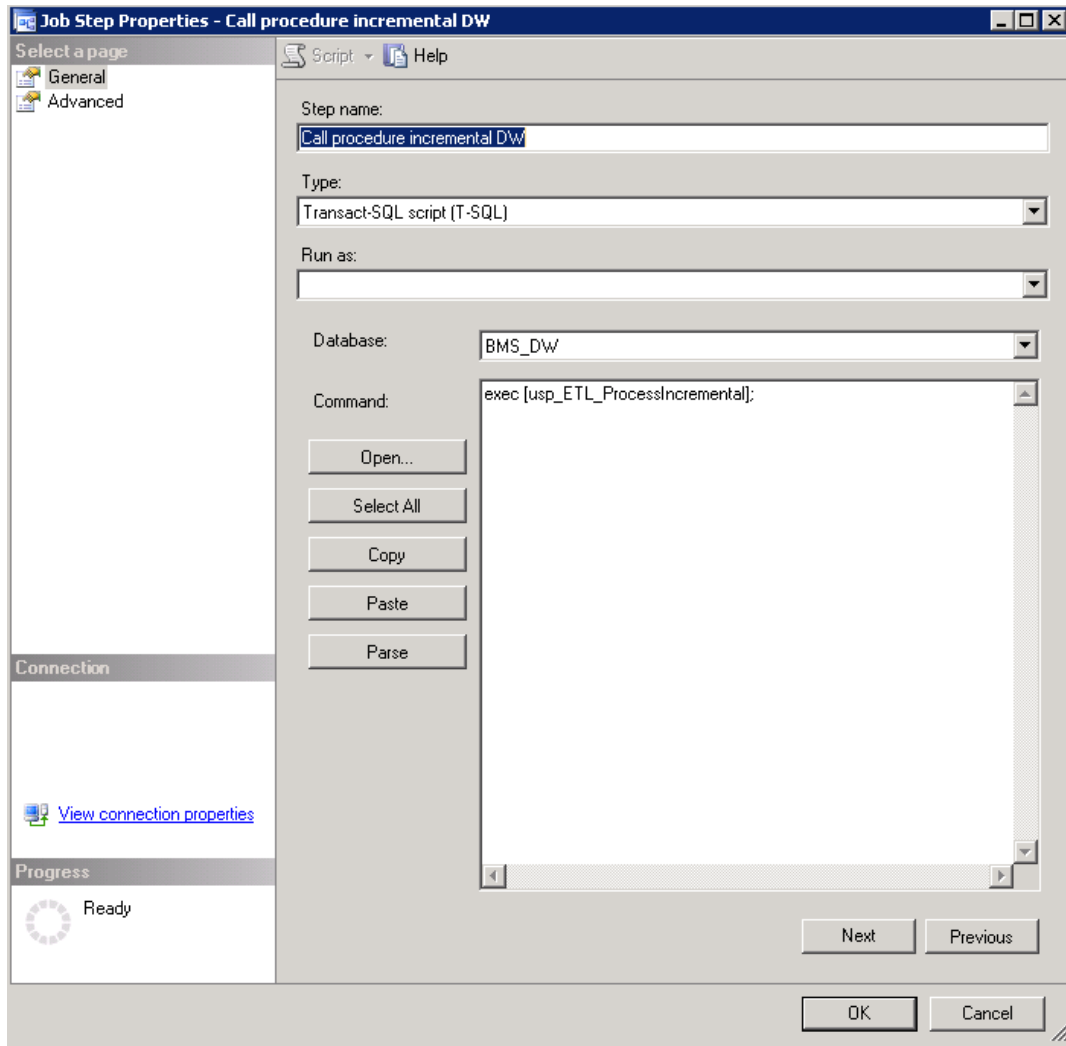 Job Step Properties - Call procedure incremental DW
Select a page
General
Advanced
Script
Help
Step name:
Call procedure incremental DW
Type:
Transact-SQL script (T-SQL)
Run as:
Database:
BMS_DW
Command:
exec [usp_ETL_ProcessIncremental];
Open...
Select All
Copy
Paste
Parse
Connection
View connection properties
Progress
Ready
Next
Previous
OK
Cancel